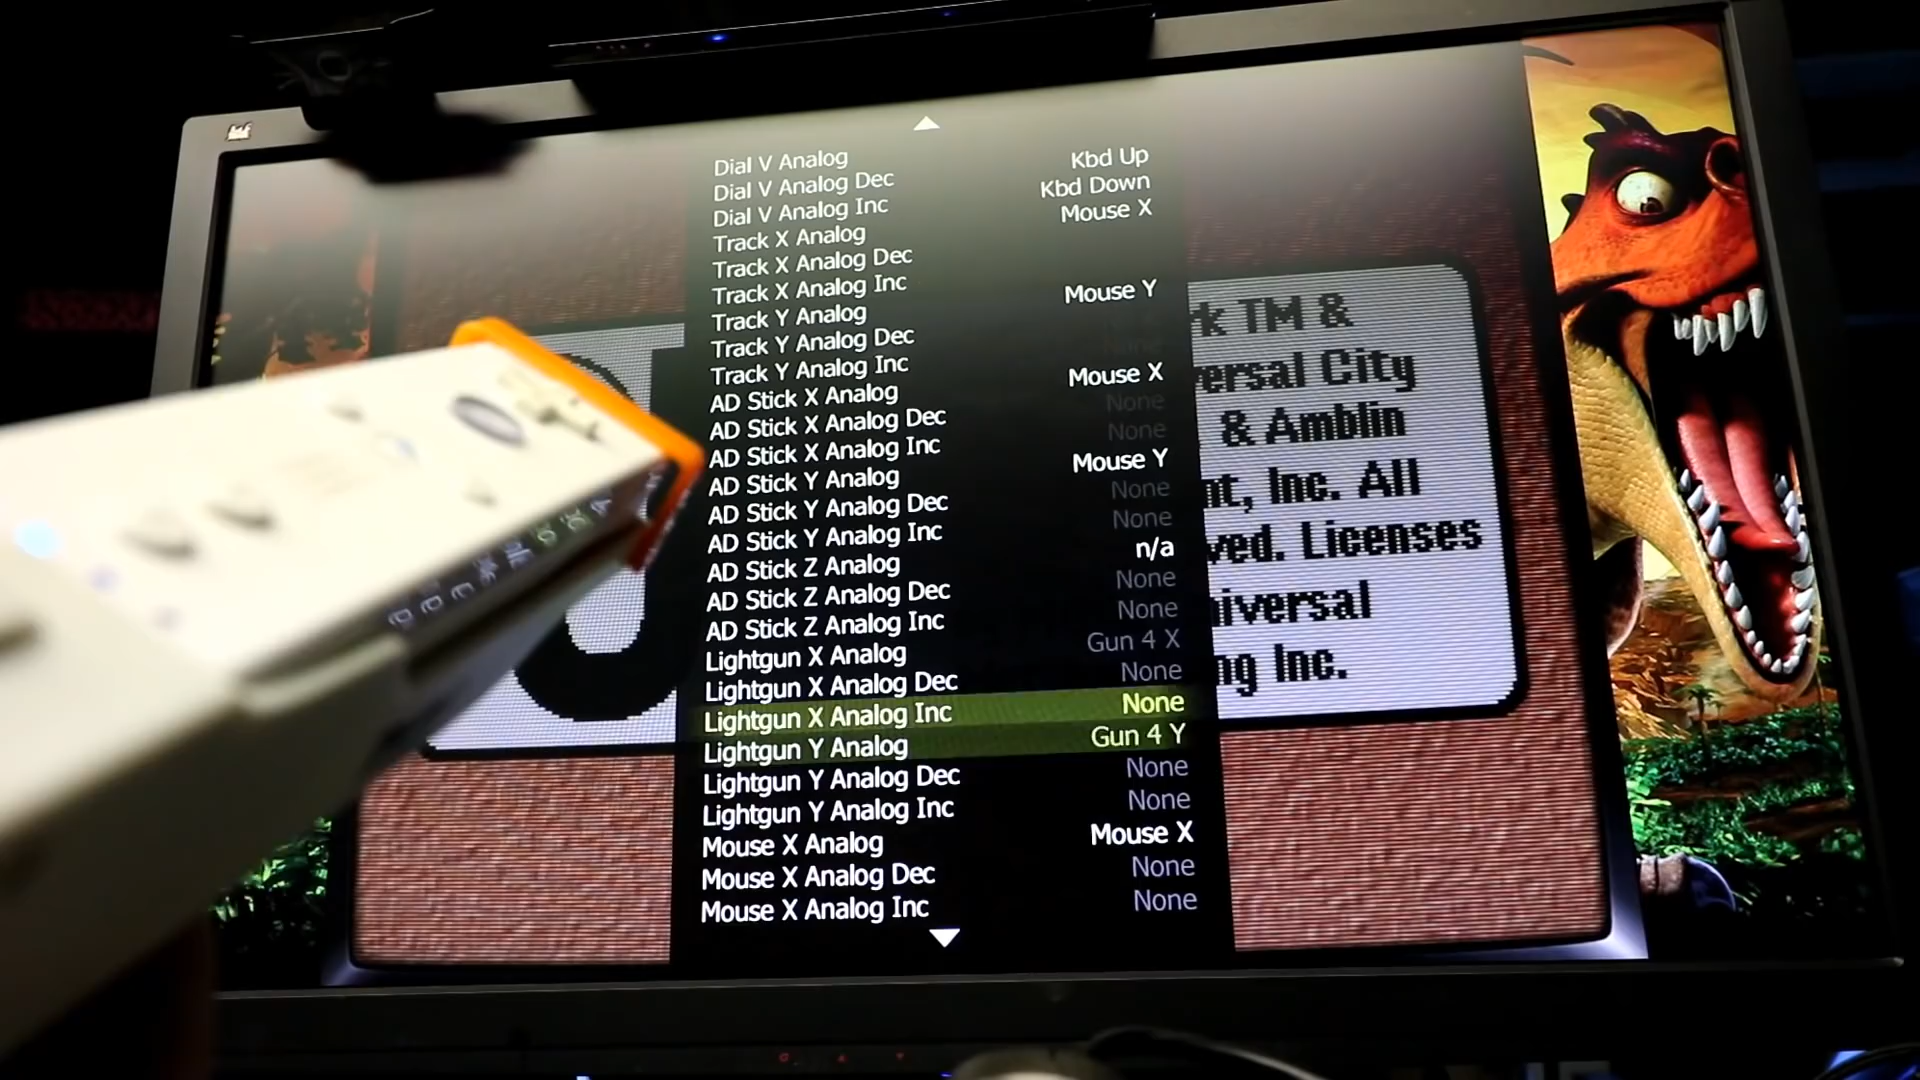 Dial V Analog
Dial V Analog Dec Kbd Up
Dial V Analog Inc Kbd Down
Track X Analog Mouse X
Track X Analog Dec
Track X Analog Inc
Track Y Analog Mouse Y
Track Y Analog Dec
Track Y Analog Inc
AD Stick X Analog Mouse X
AD Stick X Analog Dec None
AD Stick X Analog Inc None
AD Stick Y Analog Mouse Y
AD Stick Y Analog Dec None
AD Stick Y Analog Inc None
AD Stick Z Analog n/a
AD Stick Z Analog Dec None
AD Stick Z Analog Inc None
Lightgun X Analog Gun 4 X
Lightgun X Analog Dec None
Lightgun X Analog Inc None
Lightgun Y Analog Gun 4 Y
Lightgun Y Analog Dec None
Lightgun Y Analog Inc None
Mouse X Analog Mouse X
Mouse X Analog Dec None
Mouse X Analog Inc None
rk TM &
versal City
& Amblin
nt, Inc. All
ved. Licenses
niversal
ng Inc.